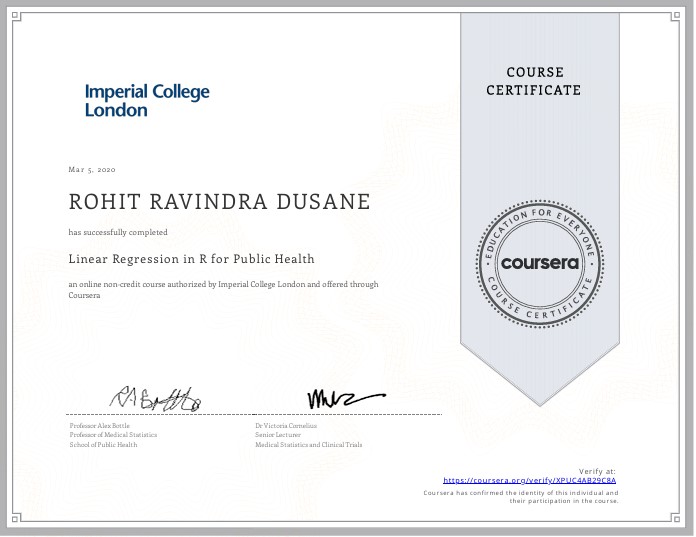 Imperial College
London
COURSE
CERTIFICATE
Mar 5, 2020
ROHIT RAVINDRA DUSANE
has successfully completed
Linear Regression in R for Public Health
an online non-credit course authorized by Imperial College London and offered through
Coursera
EDUCATION FOR EVERYONE
coursera
COURSE CERTIFICATE
Professor Alex Bottle
Professor of Medical Statistics
School of Public Health
Dr Victoria Cornelius
Senior Lecturer
Medical Statistics and Clinical Trials
Verify at:
https://coursera.org/verify/XPUC4AB29C8A
Coursera has confirmed the identity of this individual and
their participation in the course.